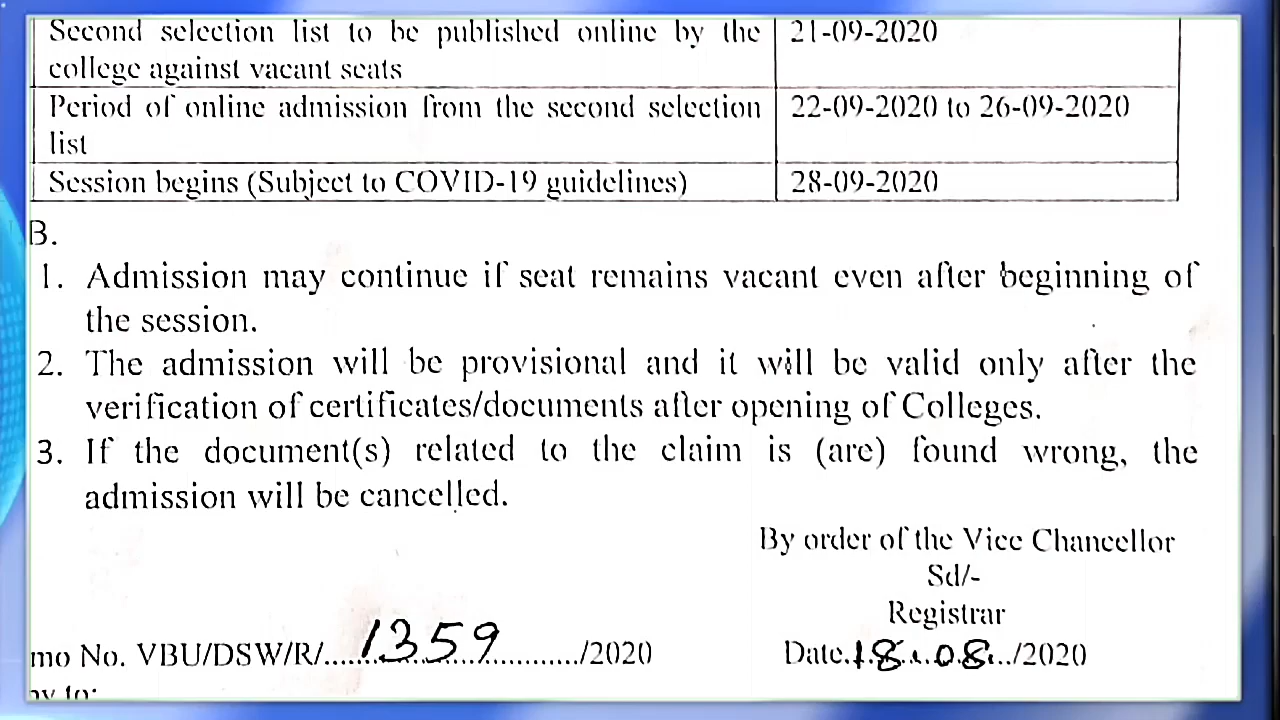 Second selection list to be published online by the 21-09-2020
college against vacant seats
Period of online admission from the second selection 22-09-2020 to 26-09-2020
list
Session begins (Subject to COVID-19 guidelines) 28-09-2020
B.
1. Admission may continue if seat remains vacant even after beginning of
the session.
2. The admission will be provisional and it will be valid only after the
verification of certificates/documents after opening of Colleges.
3. If the document(s) related to the claim is (are) found wrong, the
admission will be cancelled.
By order of the Vice Chancellor
Sd/-
Registrar
mo No. VBU/DSW/R/.....1359............/2020 Date.18..08../2020